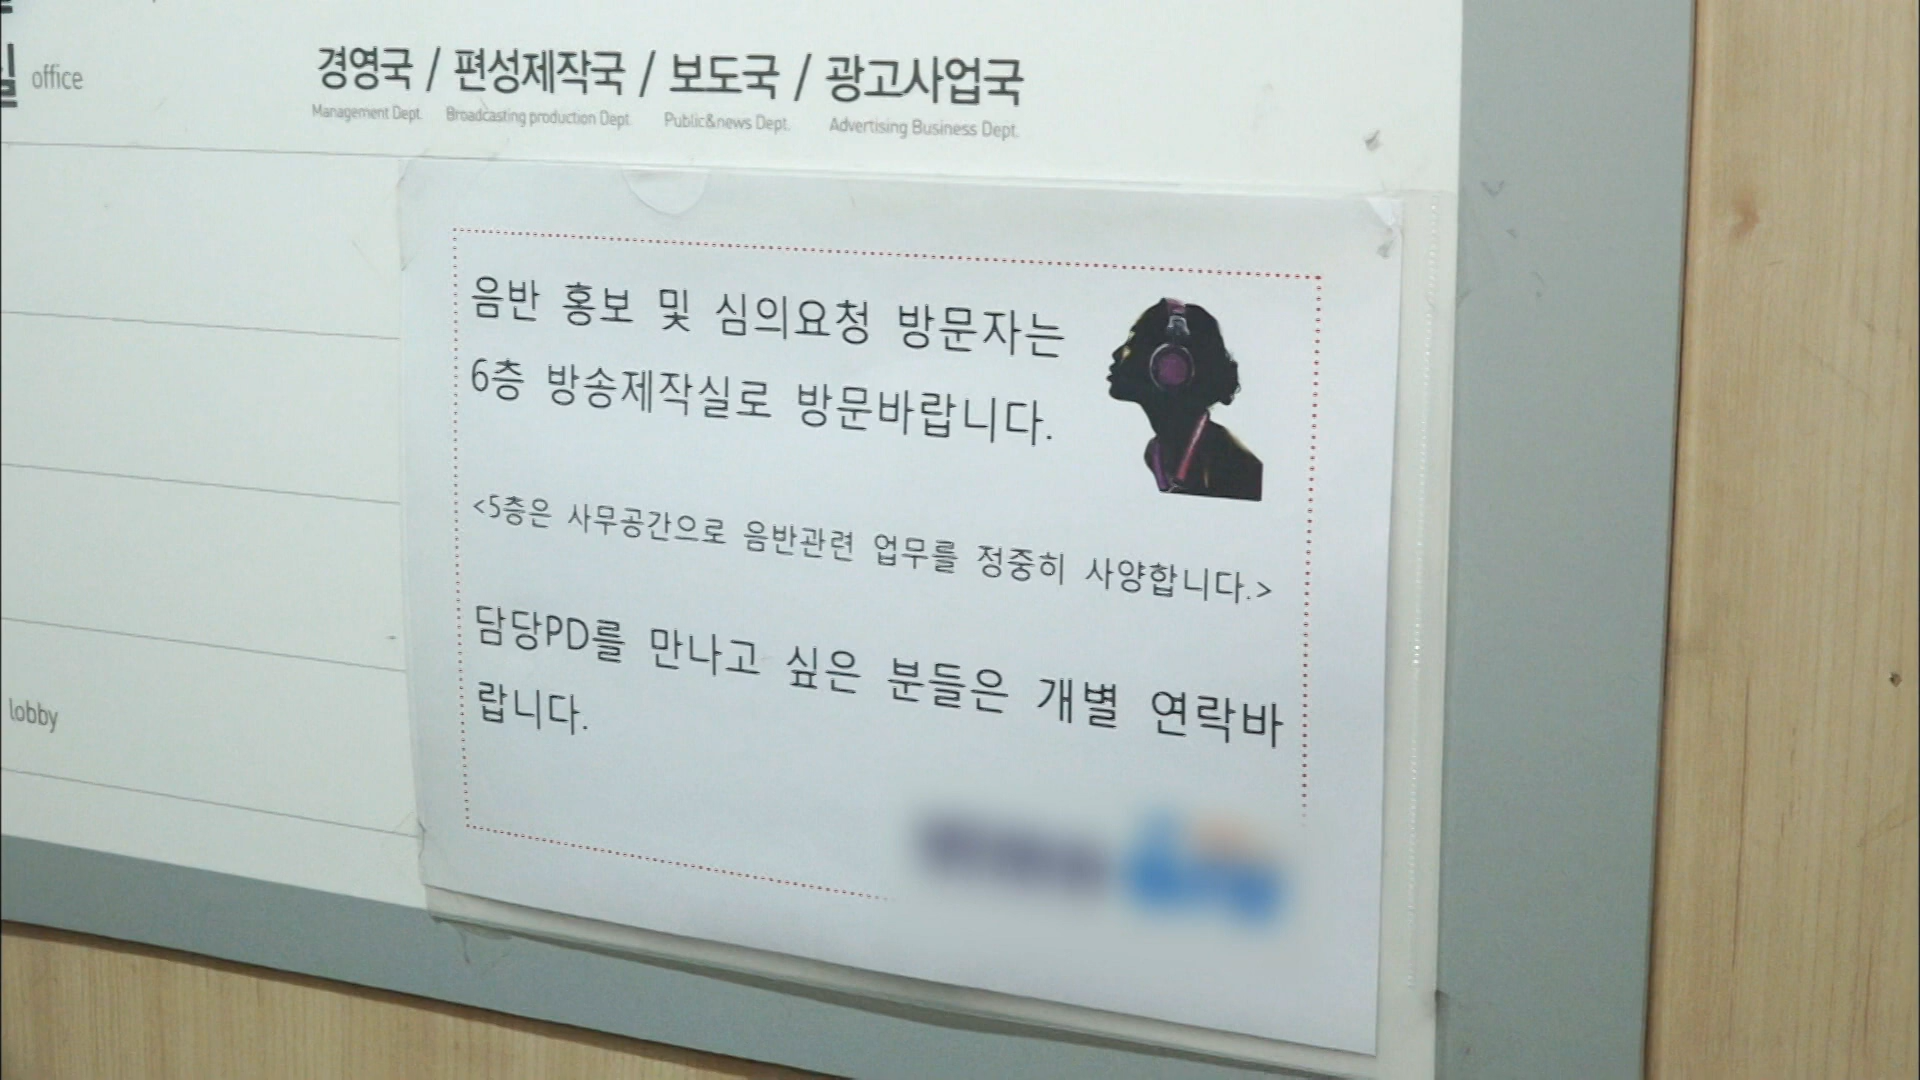 office
경영국 / 편성제작국 / 보도국 / 광고사업국
Management Dept. Broadcasting production Dept. Public&news Dept. Advertising Business Dept.
음반 홍보 및 심의요청 방문자는
6층 방송제작실로 방문바랍니다.
<5층은 사무공간으로 음반관련 업무를 정중히 사양합니다.>
담당PD를 만나고 싶은 분들은 개별 연락바
랍니다.
lobby